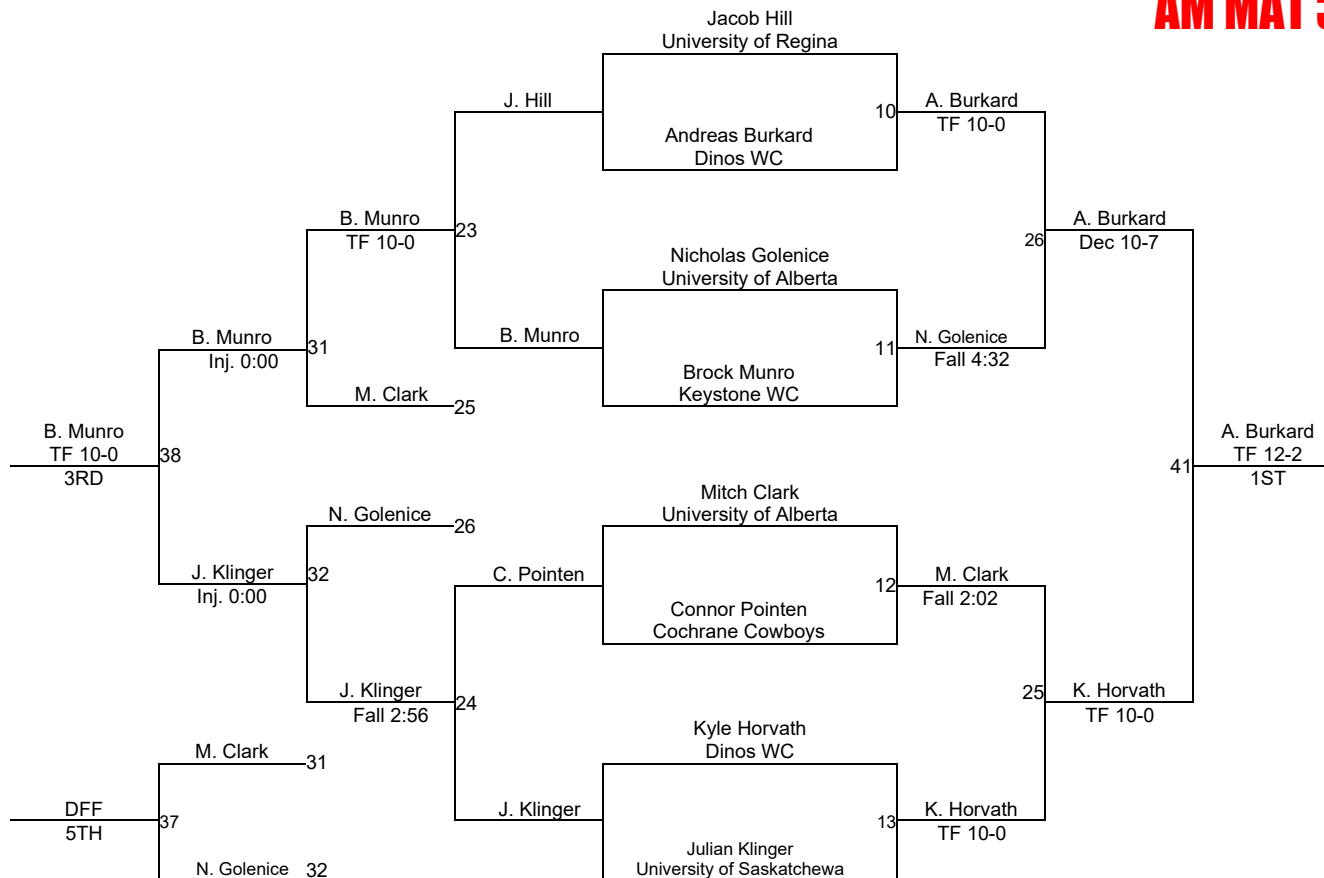 AM MAT
Jacob Hill
University of Regina
J. Hill
10
A. Burkard
TF 10-0
Andreas Burkard
Dinos WC
B. Munro
TF 10-0
23
A. Burkard
Dec 10-7
26
Nicholas Golenice
University of Alberta
B. Munro
Inj. 0:00
31
B. Munro
11
N. Golenice
Fall 4:32
Brock Munro
Keystone WC
M. Clark
25
B. Munro
TF 10-0
3RD
38
A. Burkard
TF 12-2
1ST
41
Mitch Clark
University of Alberta
N. Golenice
26
J. Klinger
Inj. 0:00
32
C. Pointen
12
M. Clark
Fall 2:02
Connor Pointen
Cochrane Cowboys
J. Klinger
Fall 2:56
24
25
K. Horvath
TF 10-0
Kyle Horvath
Dinos WC
M. Clark
31
DFF
5TH
37
J. Klinger
13
K. Horvath
TF 10-0
Julian Klinger
University of Saskatchewa
N. Golenice
32